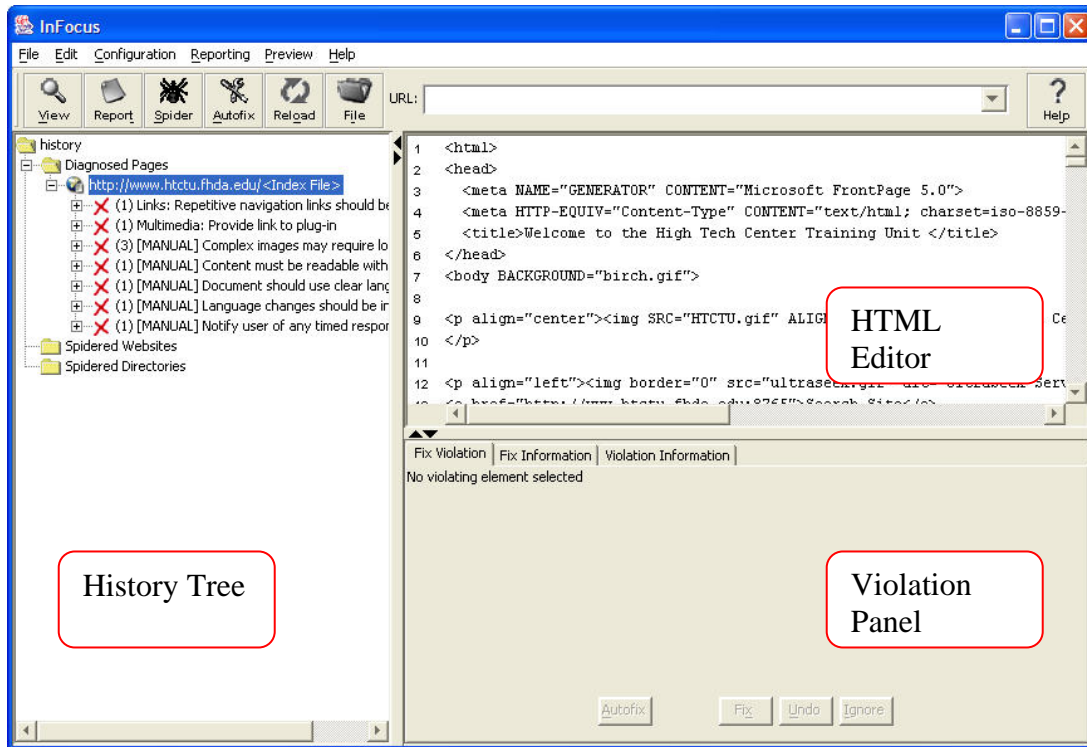 InFocus
File Edit Configuration Reporting Preview Help
View Report Spider Autofix Reload File URL: Help
history
Diagnosed Pages
http://www.htctu.fhda.edu/<Index File>
(1) Links: Repetitive navigation links should be
(1) Multimedia: Provide link to plug-in
(3) [MANUAL] Complex images may require lo
(1) [MANUAL] Content must be readable with
(1) [MANUAL] Document should use clear lang
(1) [MANUAL] Language changes should be ir
(1) [MANUAL] Notify user of any timed respor
Spidered Websites
Spidered Directories
1 <html>
2 <head>
3 <meta NAME="GENERATOR" CONTENT="Microsoft FrontPage 5.0">
4 <meta HTTP-EQUIV="Content-Type" CONTENT="text/html; charset=iso-8859-
5 <title>Welcome to the High Tech Center Training Unit </title>
6 </head>
7 <body BACKGROUND="birch.gif">
8
9 <p align="center"><img SRC="HTCTU.gif" ALIG Ce
10 </p>
11
12 <p align="left"><img border="0" src="ultraseek.gif" Serv
HTML
Editor
Fix Violation Fix Information Violation Information
No violating element selected
History Tree
Violation
Panel
Autofix Fix Undo Ignore